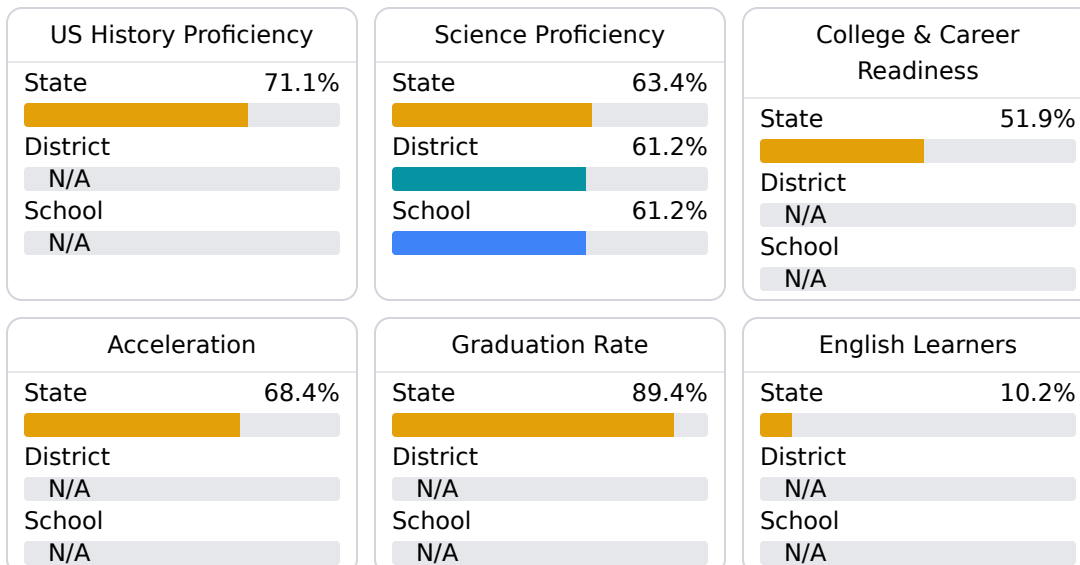 US History Proficiency
State 71.1%
District
N/A
School
N/A
Science Proficiency
State 63.4%
District 61.2%
School 61.2%
College & Career
Readiness
State 51.9%
District
N/A
School
N/A
Acceleration
State 68.4%
District
N/A
School
N/A
Graduation Rate
State 89.4%
District
N/A
School
N/A
English Learners
State 10.2%
District
N/A
School
N/A